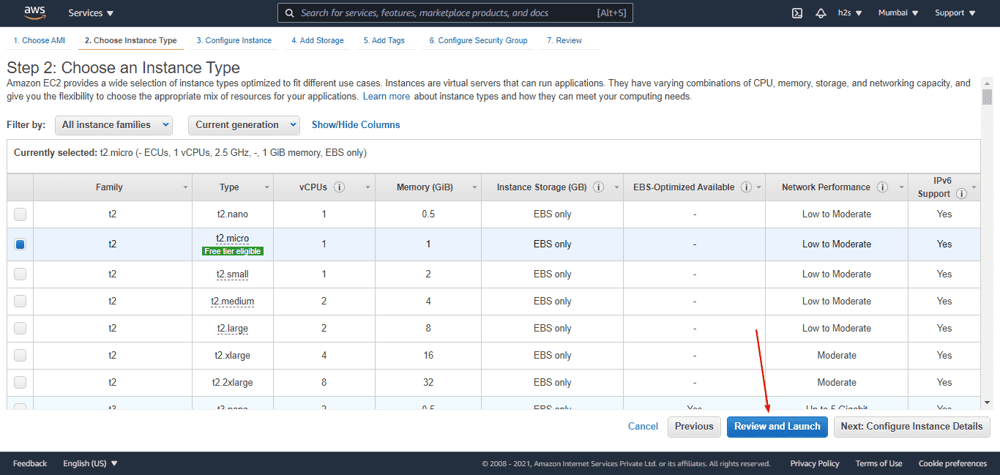 aws Services Search for services, features, marketplace products, and docs [Alt+S] h2s Mumbai Support
1. Choose AMI 2. Choose Instance Type 3. Configure Instance 4. Add Storage 5. Add Tags 6. Configure Security Group 7. Review
Step 2: Choose an Instance Type
Amazon EC2 provides a wide selection of instance types optimized to fit different use cases. Instances are virtual servers that can run applications. They have varying combinations of CPU, memory, storage, and networking capacity, and
give you the flexibility to choose the appropriate mix of resources for your applications. Learn more about instance types and how they can meet your computing needs.
Filter by: All instance families Current generation Show/Hide Columns
Currently selected: t2.micro (- ECUs, 1 vCPUs, 2.5 GHz, -, 1 GiB memory, EBS only)
Family Type vCPUs Memory (GiB) Instance Storage (GB) EBS-Optimized Available Network Performance IPv6 Support
t2 t2.nano 1 0.5 EBS only - Low to Moderate Yes
t2 t2.micro Free tier eligible 1 1 EBS only - Low to Moderate Yes
t2 t2.small 1 2 EBS only - Low to Moderate Yes
t2 t2.medium 2 4 EBS only - Low to Moderate Yes
t2 t2.large 2 8 EBS only - Low to Moderate Yes
t2 t2.xlarge 4 16 EBS only - Moderate Yes
t2 t2.2xlarge 8 32 EBS only - Moderate Yes
t3 t3.nano 2 0.5 EBS only Yes Up to 5 Gigabit Yes
Cancel Previous Review and Launch Next: Configure Instance Details
Feedback English (US) © 2008 - 2021, Amazon Internet Services Private Ltd. or its affiliates. All rights reserved. Privacy Policy Terms of Use Cookie preferences